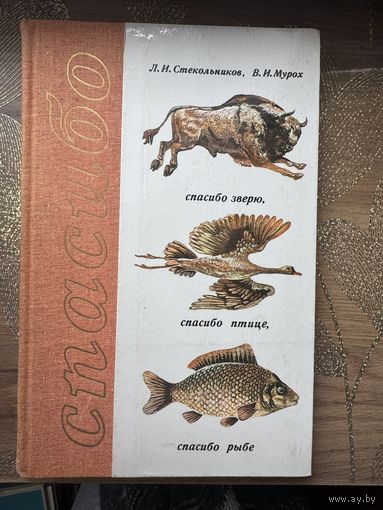 спасибо
Л. И. Стекольников, В. И. Мурох
спасибо зверю,
спасибо птице,
спасибо рыбе
www.ay.by